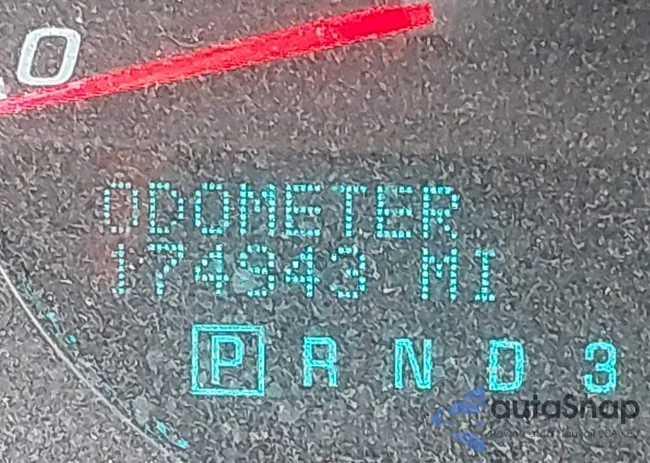 0
ODOMETER
174943 MI
P R N D 3
autoSnap